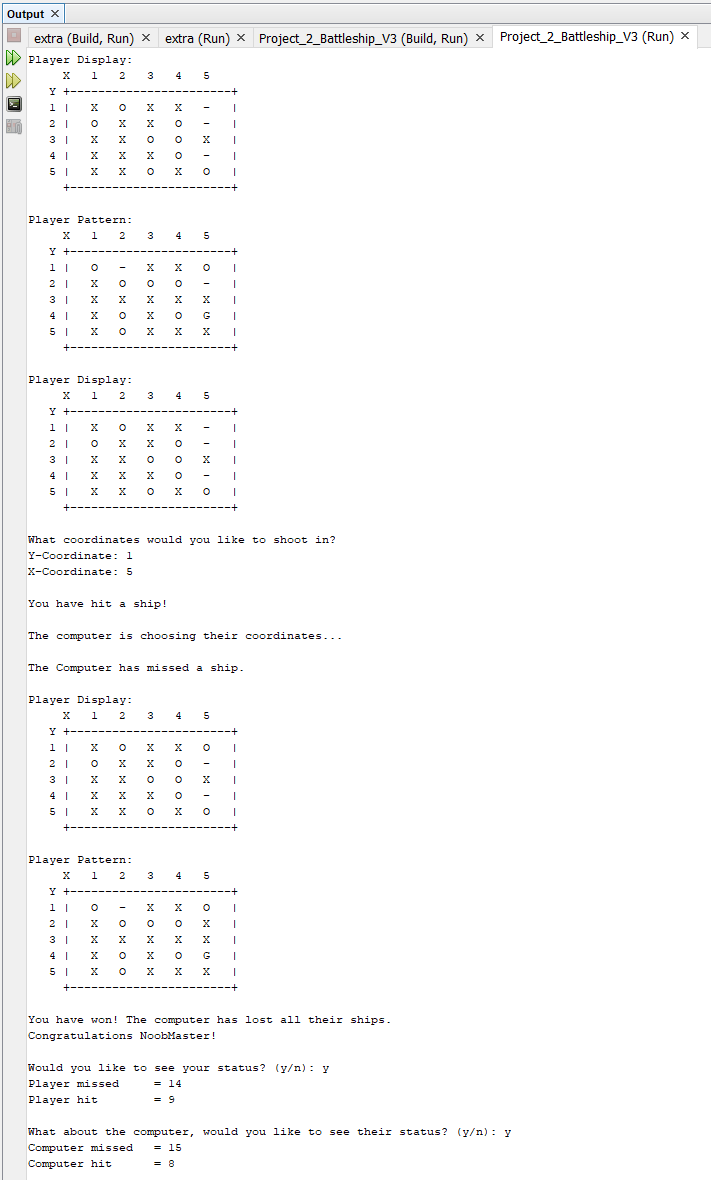 Output ×
extra (Build, Run) × extra (Run) × Project_2_Battleship_V3 (Build, Run) × Project_2_Battleship_V3 (Run) ×
Player Display:
     X   1   2   3   4   5
   Y +-----------------------+
   1 |   X   O   X   X   -   |
   2 |   O   X   X   O   -   |
   3 |   X   X   O   O   X   |
   4 |   X   X   X   O   -   |
   5 |   X   X   O   X   O   |
     +-----------------------+

Player Pattern:
     X   1   2   3   4   5
   Y +-----------------------+
   1 |   O   -   X   X   O   |
   2 |   X   O   O   O   -   |
   3 |   X   X   X   X   X   |
   4 |   X   O   X   O   G   |
   5 |   X   O   X   X   X   |
     +-----------------------+

Player Display:
     X   1   2   3   4   5
   Y +-----------------------+
   1 |   X   O   X   X   -   |
   2 |   O   X   X   O   -   |
   3 |   X   X   O   O   X   |
   4 |   X   X   X   O   -   |
   5 |   X   X   O   X   O   |
     +-----------------------+

What coordinates would you like to shoot in?
Y-Coordinate: 1
X-Coordinate: 5

You have hit a ship!

The computer is choosing their coordinates...

The Computer has missed a ship.

Player Display:
     X   1   2   3   4   5
   Y +-----------------------+
   1 |   X   O   X   X   O   |
   2 |   O   X   X   O   -   |
   3 |   X   X   O   O   X   |
   4 |   X   X   X   O   -   |
   5 |   X   X   O   X   O   |
     +-----------------------+

Player Pattern:
     X   1   2   3   4   5
   Y +-----------------------+
   1 |   O   -   X   X   O   |
   2 |   X   O   O   O   X   |
   3 |   X   X   X   X   X   |
   4 |   X   O   X   O   G   |
   5 |   X   O   X   X   X   |
     +-----------------------+

You have won! The computer has lost all their ships.
Congratulations NoobMaster!

Would you like to see your status? (y/n): y
Player missed     = 14
Player hit        = 9

What about the computer, would you like to see their status? (y/n): y
Computer missed   = 15
Computer hit      = 8